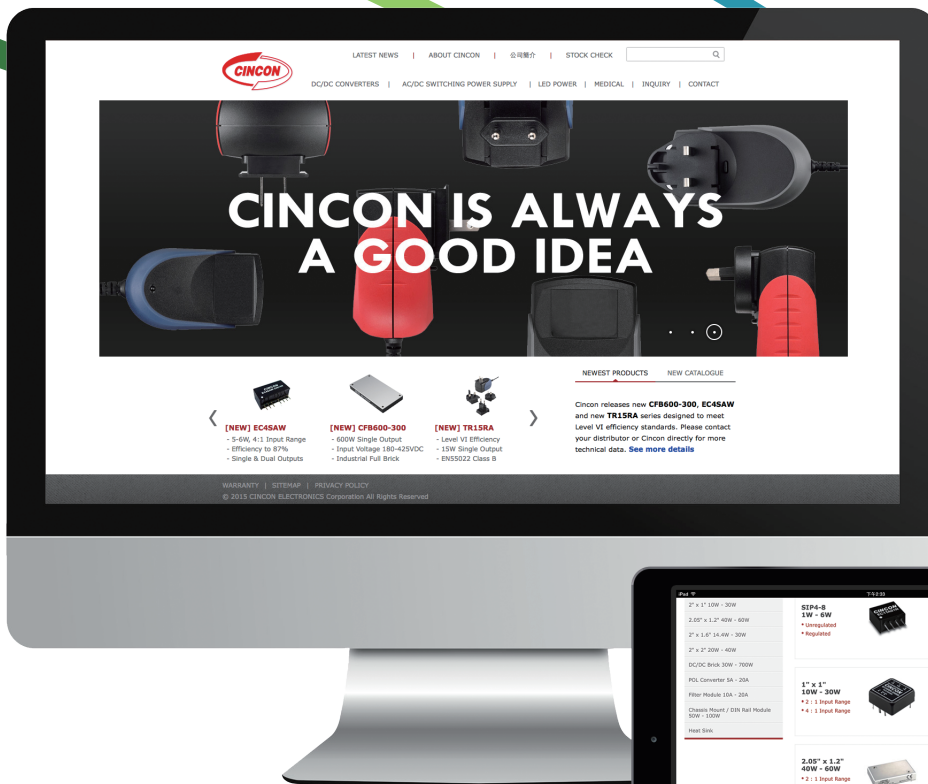 CINCON
LATEST NEWS | ABOUT CINCON | 公司簡介 | STOCK CHECK
DC/DC CONVERTERS | AC/DC SWITCHING POWER SUPPLY | LED POWER | MEDICAL | INQUIRY | CONTACT
CINCON IS ALWAYS
A GOOD IDEA
NEWEST PRODUCTS NEW CATALOGUE
CINCON
[NEW] EC4SAW
- 5-6W, 4:1 Input Range
- Efficiency to 87%
- Single & Dual Outputs
[NEW] CFB600-300
- 600W Single Output
- Input Voltage 180-425VDC
- Industrial Full Brick
[NEW] TR15RA
- Level VI Efficiency
- 15W Single Output
- EN55022 Class B
Cincon releases new CFB600-300, EC4SAW
and new TR15RA series designed to meet
Level VI efficiency standards. Please contact
your distributor or Cincon directly for more
technical data. See more details
WARRANTY | SITEMAP | PRIVACY POLICY
© 2015 CINCON ELECTRONICS Corporation All Rights Reserved
iPad 下午2:33
2" x 1" 10W - 30W
2.05" x 1.2" 40W - 60W
2" x 1.6" 14.4W - 30W
2" x 2" 20W - 40W
DC/DC Brick 30W - 700W
POL Converter 5A - 20A
Filter Module 10A - 20A
Chassis Mount / DIN Rail Module
50W - 100W
Heat Sink
SIP4-8
1W - 6W
• Unregulated
• Regulated
CINCON
1" x 1"
10W - 30W
• 2 : 1 Input Range
• 4 : 1 Input Range
CINCON
2.05" x 1.2"
40W - 60W
• 2 : 1 Input Range